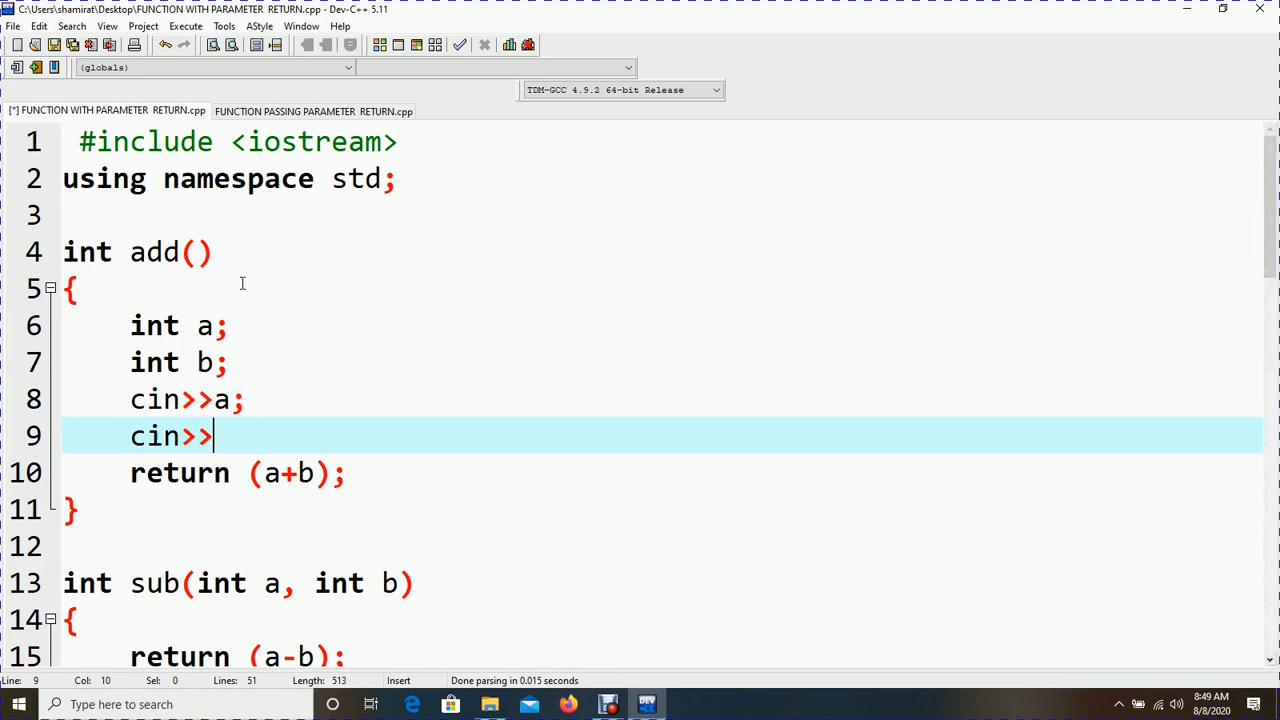 C:\Users\shamirat\Desktop\FUNCTION WITH PARAMETER  RETURN.cpp - Dev-C++ 5.11
File Edit Search View Project Execute Tools AStyle Window Help
(globals)
TDM-GCC 4.9.2 64-bit Release
[*] FUNCTION WITH PARAMETER  RETURN.cpp FUNCTION PASSING PARAMETER  RETURN.cpp
1 #include <iostream>
2 using namespace std;
3
4 int add()
5 {
6 int a;
7 int b;
8 cin>>a;
9 cin>>
10 return (a+b);
11 }
12
13 int sub(int a, int b)
14 {
15 return (a-b);
Line: 9 Col: 10 Sel: 0 Lines: 51 Length: 513 Insert Done parsing in 0.015 seconds
Type here to search
8:49 AM
8/8/2020